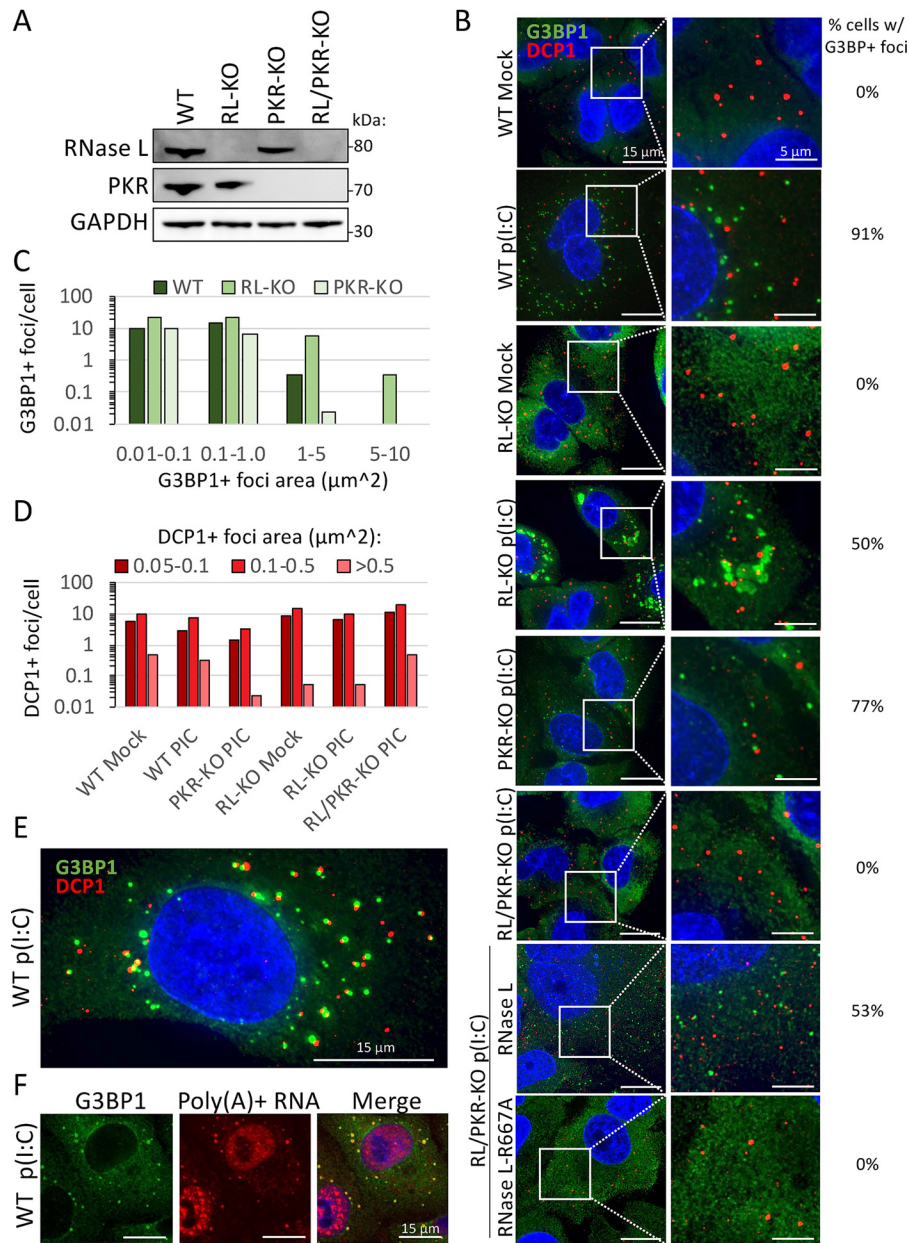 A
WT
RL-KO
PKR-KO
RL/PKR-KO
kDa:
RNase L
-80
PKR
-70
GAPDH
-30
C
WT RL-KO PKR-KO
G3BP1+ foci/cell
100
10
1
0.1
0.01
0.01-0.1 0.1-1.0 1-5 5-10
G3BP1+ foci area (µm^2)
D
DCP1+ foci area (µm^2):
0.05-0.1 0.1-0.5 >0.5
DCP1+ foci/cell
100
10
1
0.1
0.01
WT Mock
WT PIC
PKR-KO PIC
RL-KO Mock
RL-KO PIC
RL/PKR-KO PIC
E
G3BP1
DCP1
WT p(I:C)
15 µm
F
G3BP1 Poly(A)+ RNA Merge
WT p(I:C)
15 µm
B
% cells w/
G3BP+ foci
G3BP1
DCP1
WT Mock
15 µm
5 µm
0%
WT p(I:C)
91%
RL-KO Mock
0%
RL-KO p(I:C)
50%
PKR-KO p(I:C)
77%
RL/PKR-KO p(I:C)
0%
RL/PKR-KO p(I:C)
RNase L
53%
RNase L-R667A
0%